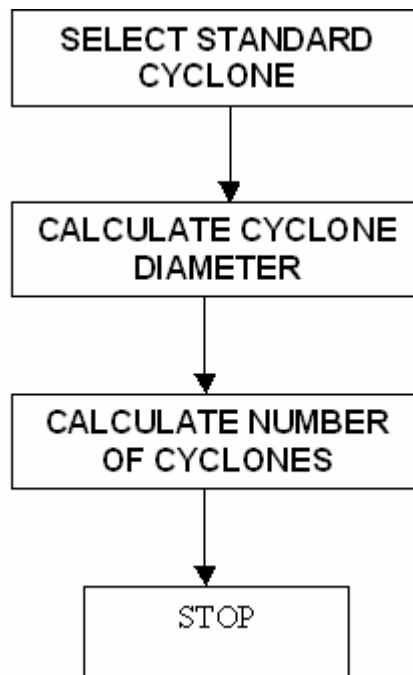 SELECT STANDARD
CYCLONE
CALCULATE CYCLONE
DIAMETER
CALCULATE NUMBER
OF CYCLONES
STOP